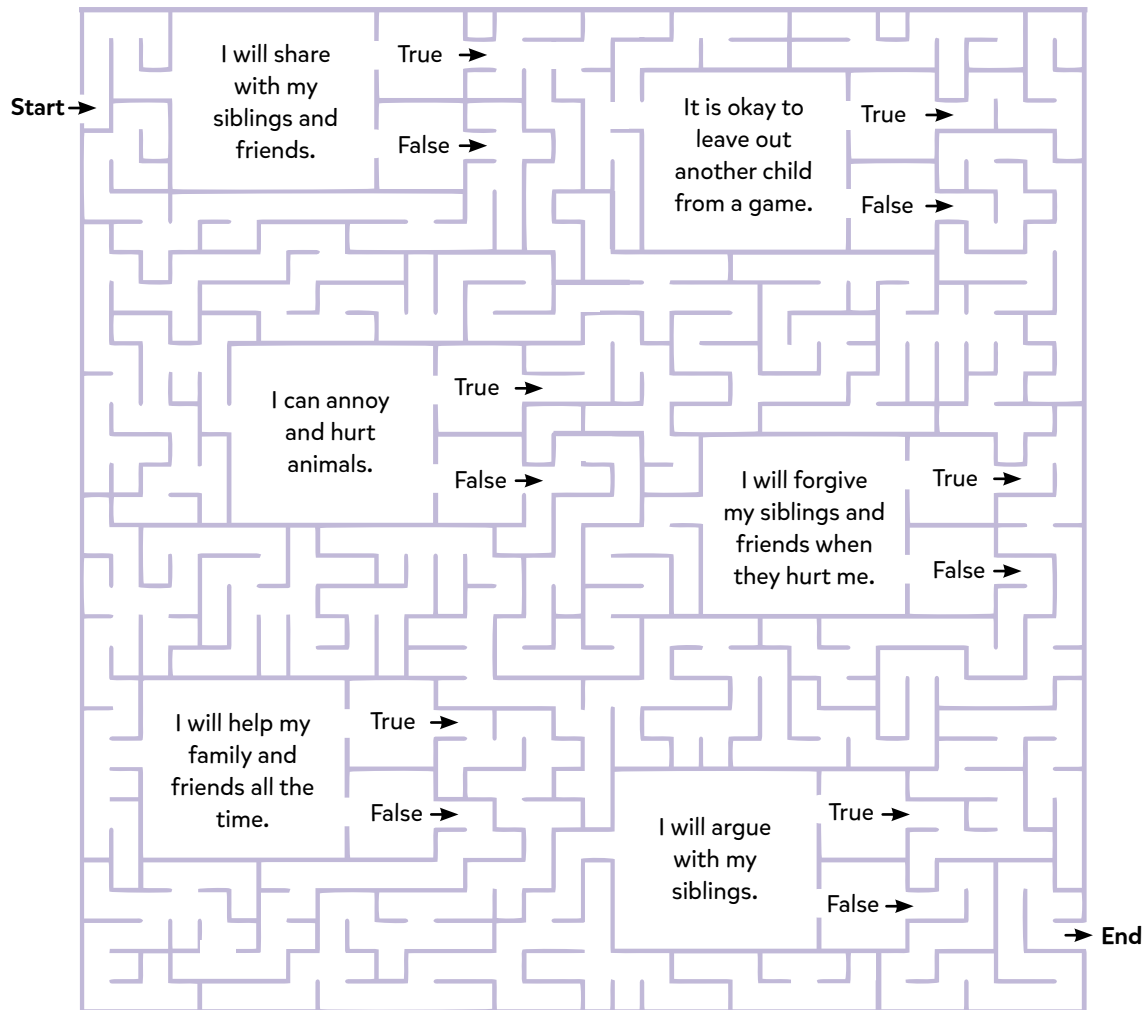 Start
I will share
with my
siblings and
friends.
True
False
It is okay to
leave out
another child
from a game.
True
False
I can annoy
and hurt
animals.
True
False
I will forgive
my siblings and
friends when
they hurt me.
True
False
I will help my
family and
friends all the
time.
True
False
I will argue
with my
siblings.
True
False
End